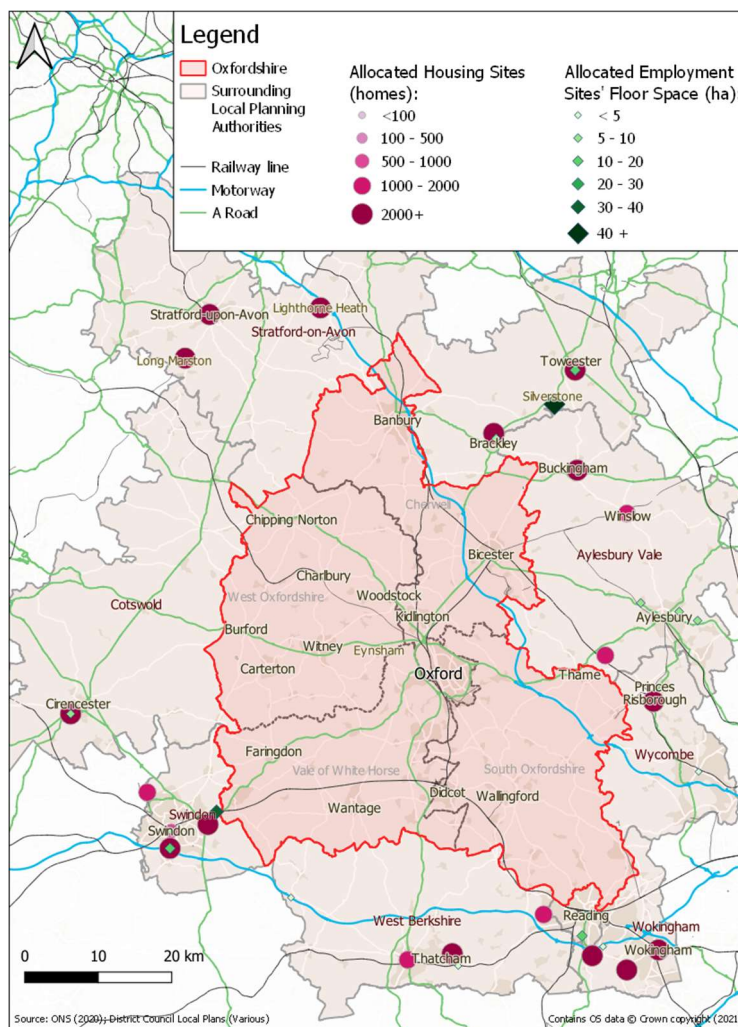 Legend
Oxfordshire
Surrounding
Local Planning
Authorities
Railway line
Motorway
A Road
Allocated Housing Sites
(homes):
<100
100 - 500
500 - 1000
1000 - 2000
2000+
Allocated Employment
Sites' Floor Space (ha):
< 5
5 - 10
10 - 20
20 - 30
30 - 40
40 +
Stratford-upon-Avon
Lighthorne Heath
Stratford-on-Avon
Long-Marston
Towcester
Silverstone
Banbury
Brackley
Buckingham
Cherwell
Winslow
Chipping Norton
Bicester
Aylesbury Vale
Charlbury
West Oxfordshire
Woodstock
Cotswold
Kidlington
Aylesbury
Burford
Witney
Eynsham
Carterton
Oxford
Thame
Princes
Risborough
Cirencester
Faringdon
Vale of White Horse
South Oxfordshire
Wycombe
Didcot
Wallingford
Wantage
Swindon
Swindon
Reading
West Berkshire
Wokingham
Wokingham
Thatcham
0 10 20 km
Source: ONS (2020); District Council Local Plans (Various)
Contains OS data © Crown copyright (2021